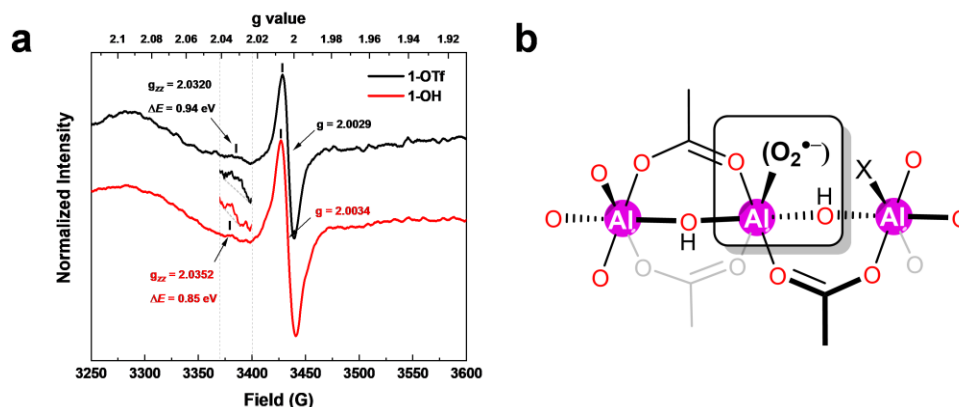 a
g value
2.1 2.08 2.06 2.04 2.02 2 1.98 1.96 1.94 1.92
g_zz = 2.0320
ΔE = 0.94 eV
1-OTf
1-OH
g = 2.0029
g = 2.0034
g_zz = 2.0352
ΔE = 0.85 eV
Normalized Intensity
3250 3300 3350 3400 3450 3500 3550 3600
Field (G)
b
O O (O₂•−)
O H X O
O Al O Al O Al O
H
O O O O O